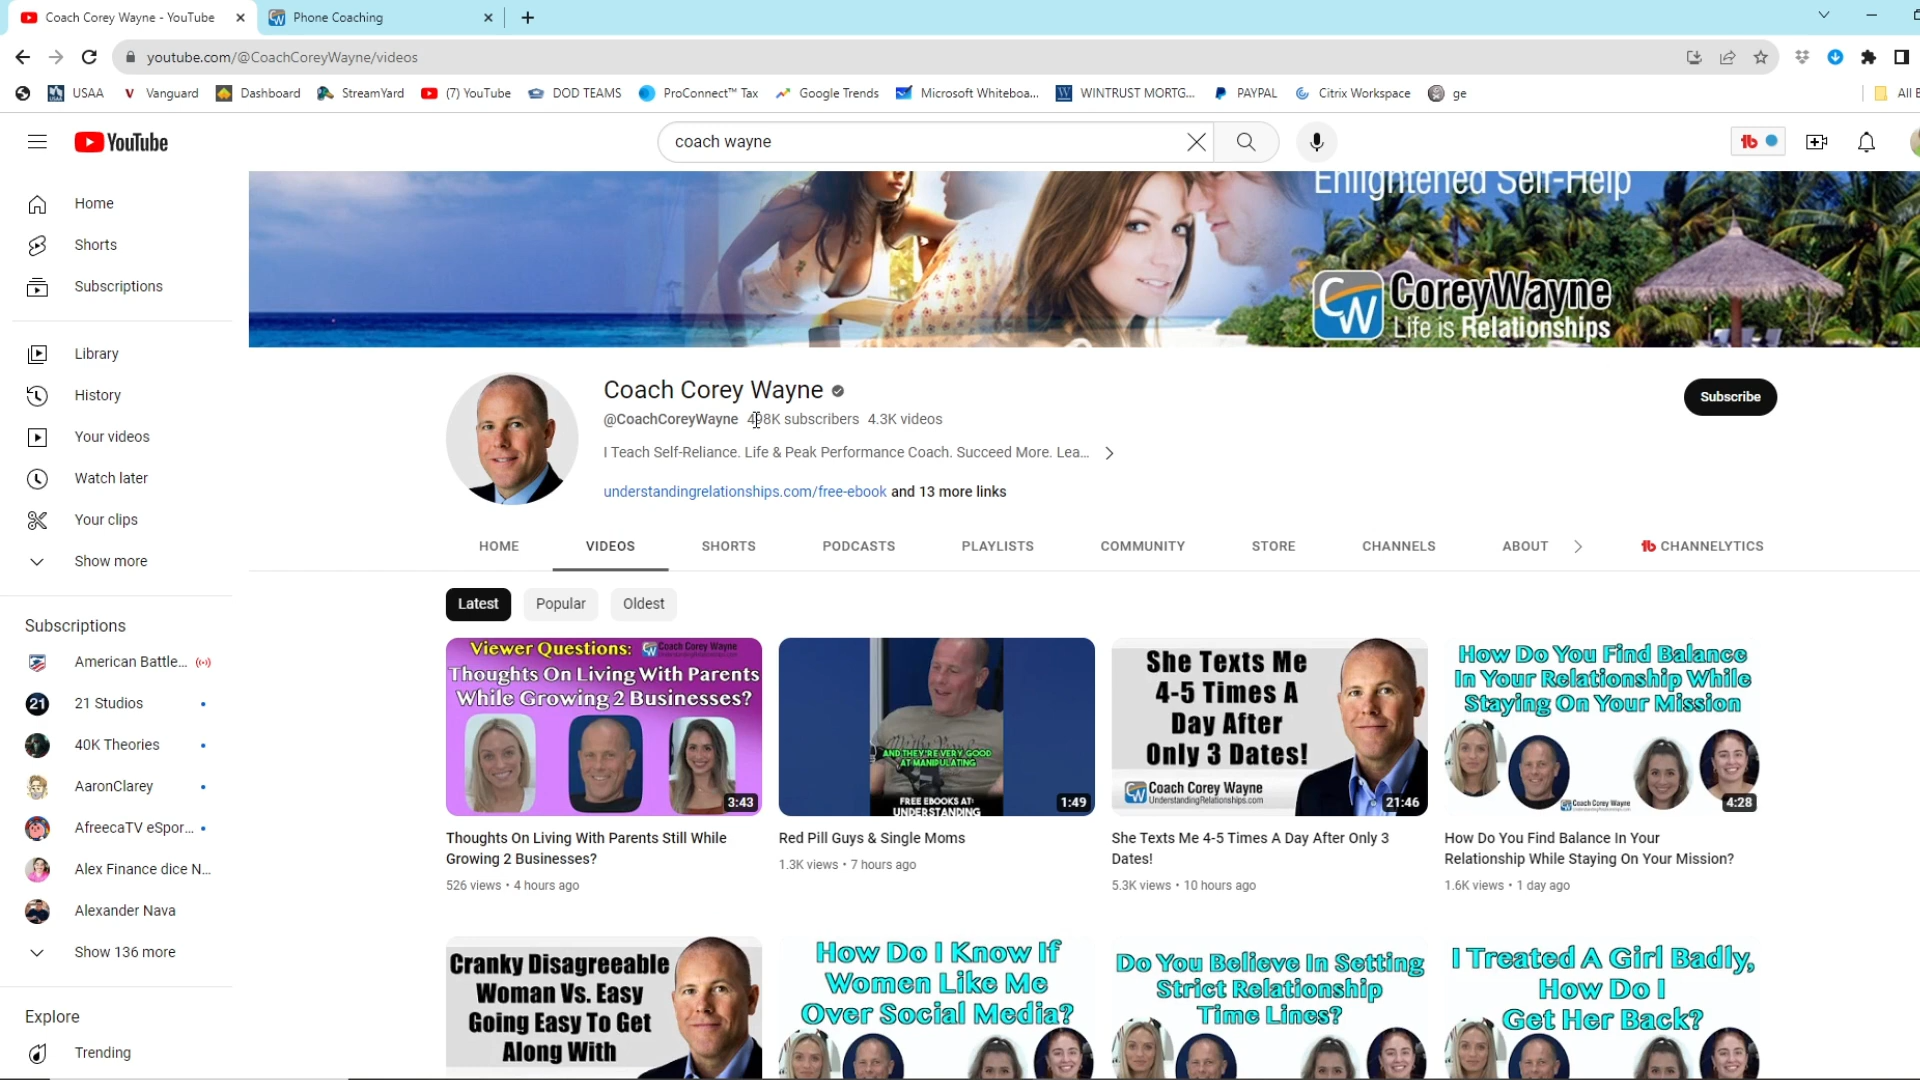 Coach Corey Wayne - YouTube
Phone Coaching
youtube.com/@CoachCoreyWayne/videos
USAA
Vanguard
Dashboard
StreamYard
(7) YouTube
DOD TEAMS
ProConnect™ Tax
Google Trends
Microsoft Whiteboa...
WINTRUST MORTG...
PAYPAL
Citrix Workspace
ge
All
YouTube
coach wayne
Home
Shorts
Subscriptions
Library
History
Your videos
Watch later
Your clips
Show more
Subscriptions
American Battle...
21 Studios
40K Theories
AaronClarey
AfreecaTV eSpor...
Alex Finance dice N...
Alexander Nava
Show 136 more
Explore
Trending
Enlightened Self-Help
CW CoreyWayne
Life is Relationships
Coach Corey Wayne
@CoachCoreyWayne 498K subscribers 4.3K videos
I Teach Self-Reliance. Life & Peak Performance Coach. Succeed More. Lea...
understandingrelationships.com/free-ebook and 13 more links
Subscribe
HOME
VIDEOS
SHORTS
PODCASTS
PLAYLISTS
COMMUNITY
STORE
CHANNELS
ABOUT
CHANNELYTICS
Latest
Popular
Oldest
Viewer Questions:
Coach Corey Wayne
Thoughts On Living With Parents
While Growing 2 Businesses?
3:43
Thoughts On Living With Parents Still While
Growing 2 Businesses?
526 views • 4 hours ago
AND THEY'RE VERY GOOD
AT MANIPULATING
FREE EBOOKS AT:
UNDERSTANDING
1:49
Red Pill Guys & Single Moms
1.3K views • 7 hours ago
She Texts Me
4-5 Times A
Day After
Only 3 Dates!
Coach Corey Wayne
UnderstandingRelationships.com
21:46
She Texts Me 4-5 Times A Day After Only 3
Dates!
5.3K views • 10 hours ago
How Do You Find Balance
In Your Relationship While
Staying On Your Mission
Coach Corey Wayne
4:28
How Do You Find Balance In Your
Relationship While Staying On Your Mission?
1.6K views • 1 day ago
Cranky Disagreeable
Woman Vs. Easy
Going Easy To Get
Along With
How Do I Know If
Women Like Me
Over Social Media?
Do You Believe In Setting
Strict Relationship
Time Lines?
I Treated A Girl Badly,
How Do I
Get Her Back?